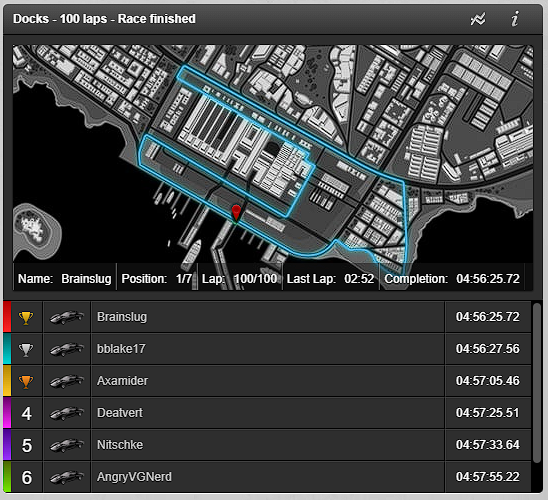 Docks - 100 laps - Race finished
Name: Brainslug Position: 1/7 Lap: 100/100 Last Lap: 02:52 Completion: 04:56:25.72
Brainslug 04:56:25.72
bblake17 04:56:27.56
Axamider 04:57:05.46
4 Deatvert 04:57:25.51
5 Nitschke 04:57:33.64
6 AngryVGNerd 04:57:55.22